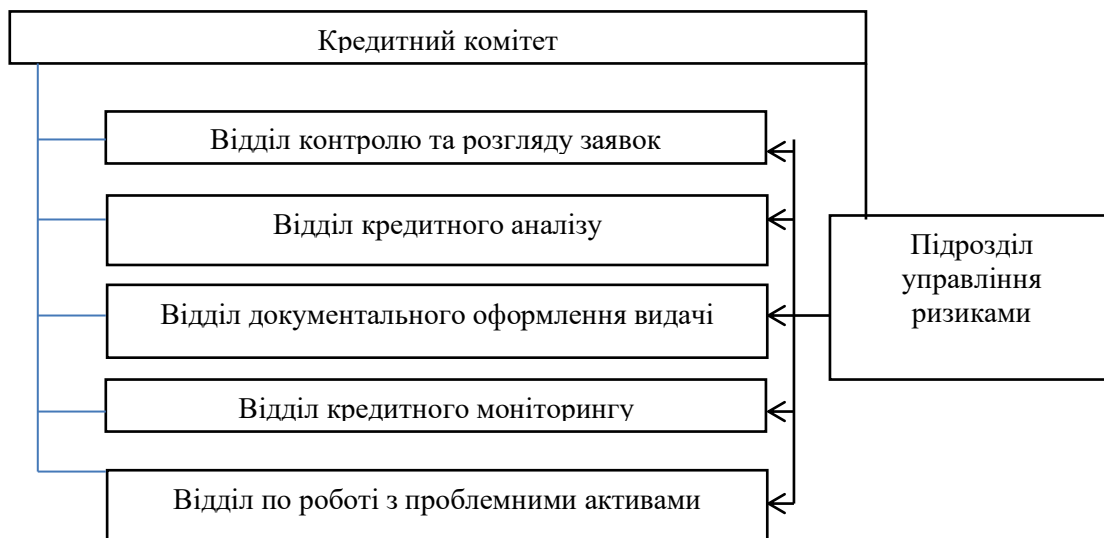 Кредитний комітет
Відділ контролю та розгляду заявок
Відділ кредитного аналізу
Підрозділ
управління
ризиками
Відділ документального оформлення видачі
Відділ кредитного моніторингу
Відділ по роботі з проблемними активами